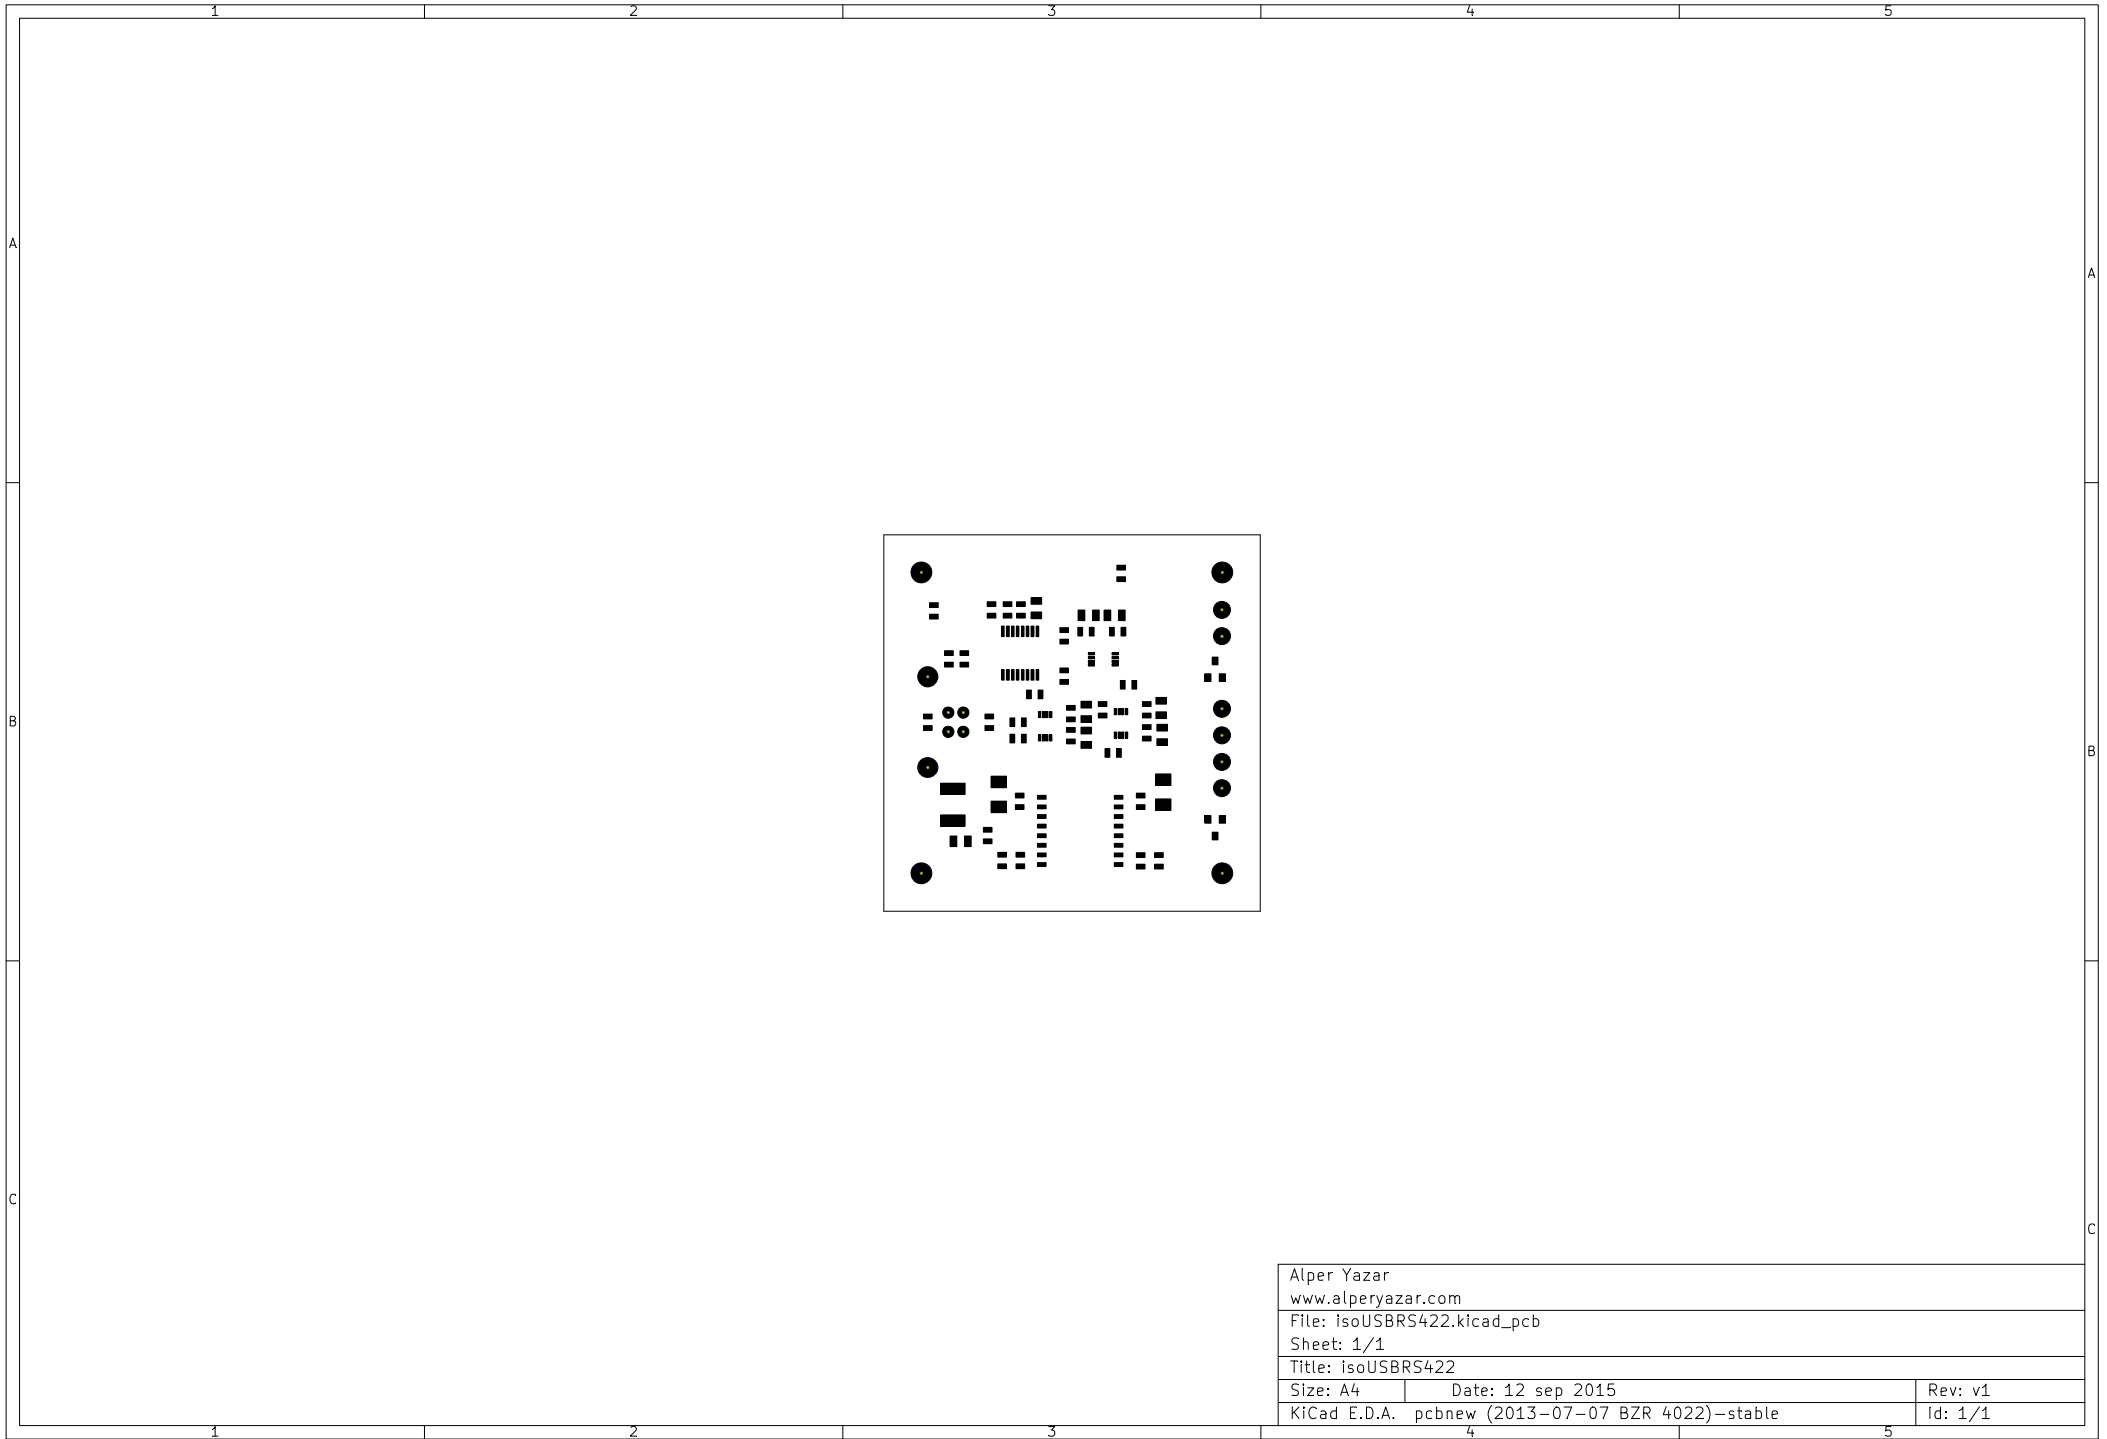 1 2 3 4 5
A A
B B
C C
Alper Yazar
www.alperyazar.com
File: isoUSBRS422.kicad_pcb
Sheet: 1/1
Title: isoUSBRS422
Size: A4 Date: 12 sep 2015 Rev: v1
KiCad E.D.A. pcbnew (2013-07-07 BZR 4022)-stable Id: 1/1
1 2 3 4 5